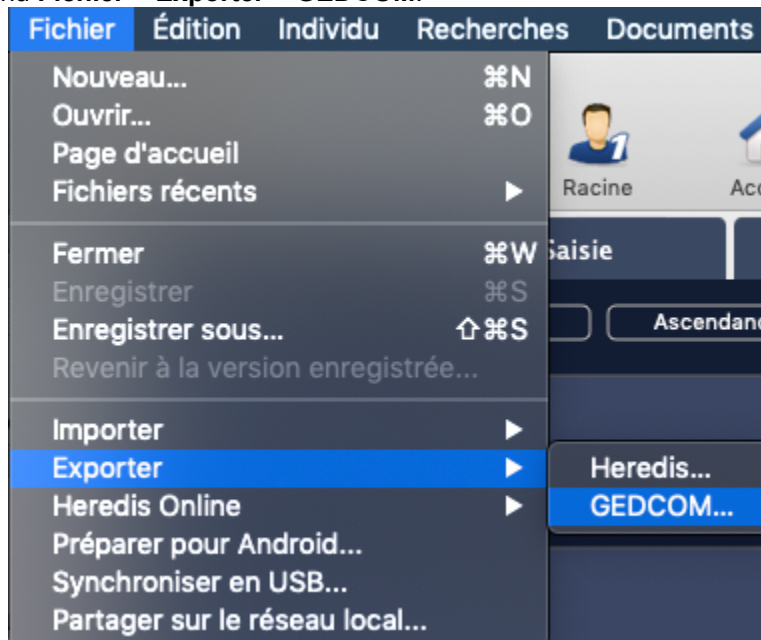 Fichier Édition Individu Recherches Documents
Nouveau... ⌘N
Ouvrir... ⌘O
Page d'accueil
Fichiers récents ▶
Racine
Fermer ⌘W
Saisie
Enregistrer ⌘S
Enregistrer sous... ⇧⌘S
Revenir à la version enregistrée...
Importer ▶
Exporter ▶
Heredis...
Heredis Online ▶
GEDCOM...
Préparer pour Android...
Synchroniser en USB...
Partager sur le réseau local...